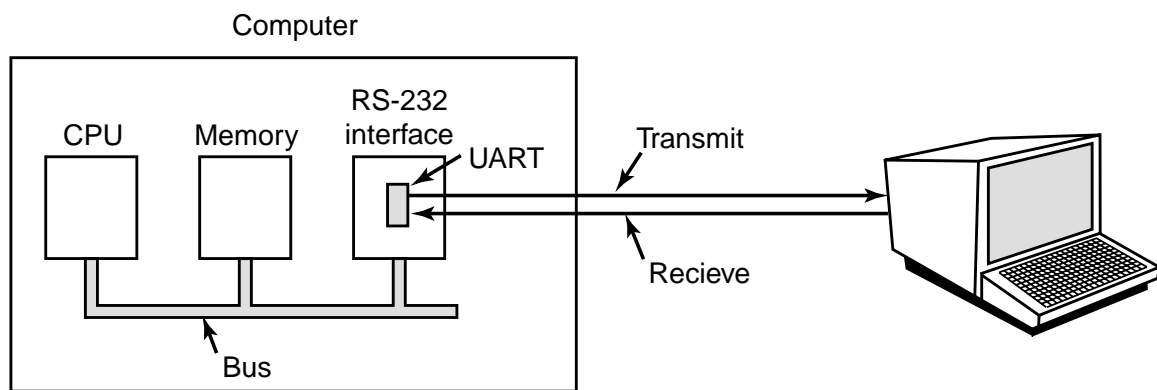 Computer
CPU
Memory
RS-232
interface
UART
Transmit
Recieve
Bus